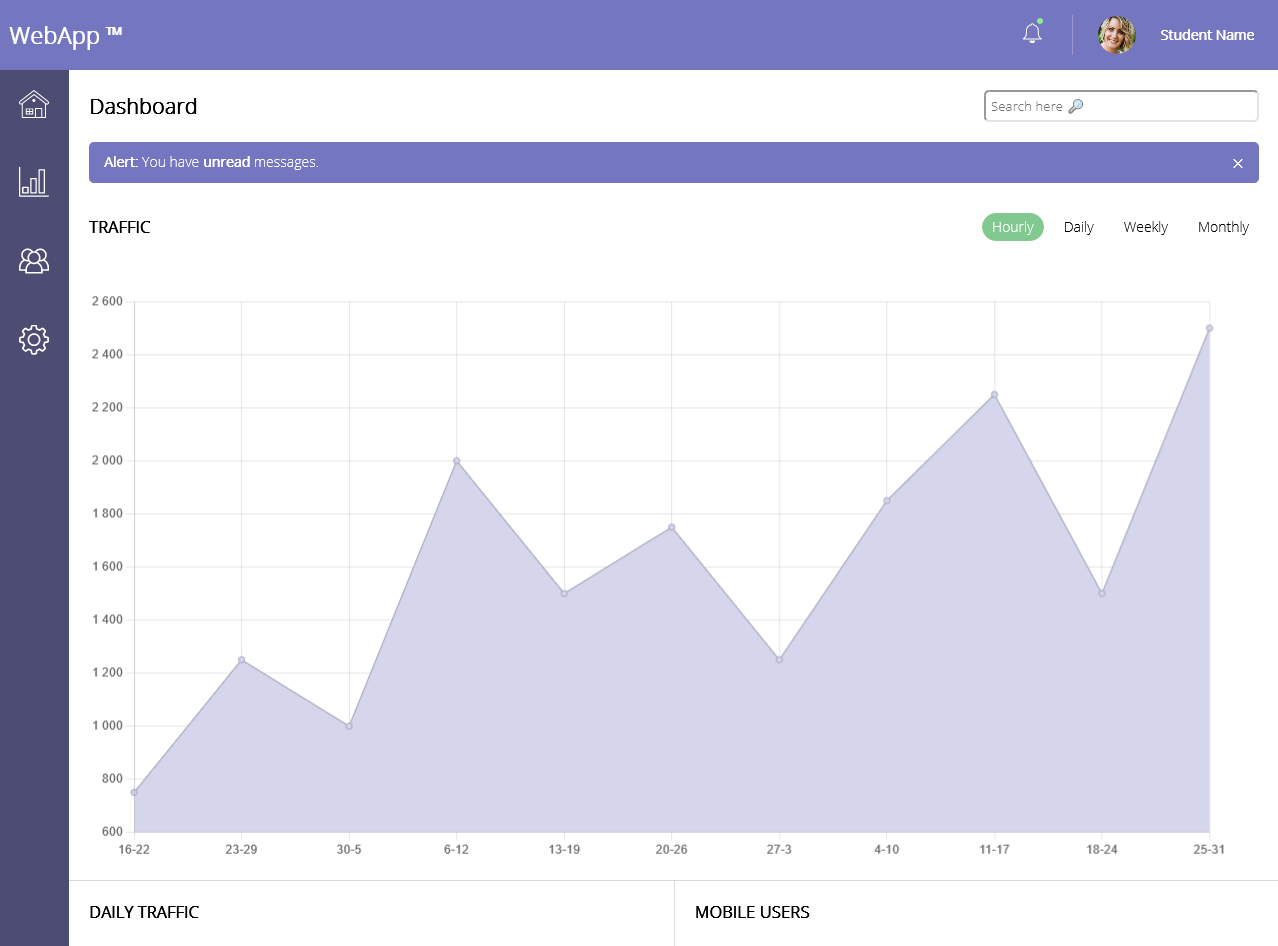 WebApp ™
Student Name
Dashboard
Search here 🔎
Alert: You have unread messages.
×
TRAFFIC
Hourly Daily Weekly Monthly
2 600
2 400
2 200
2 000
1 800
1 600
1 400
1 200
1 000
800
600
16-22 23-29 30-5 6-12 13-19 20-26 27-3 4-10 11-17 18-24 25-31
DAILY TRAFFIC
MOBILE USERS